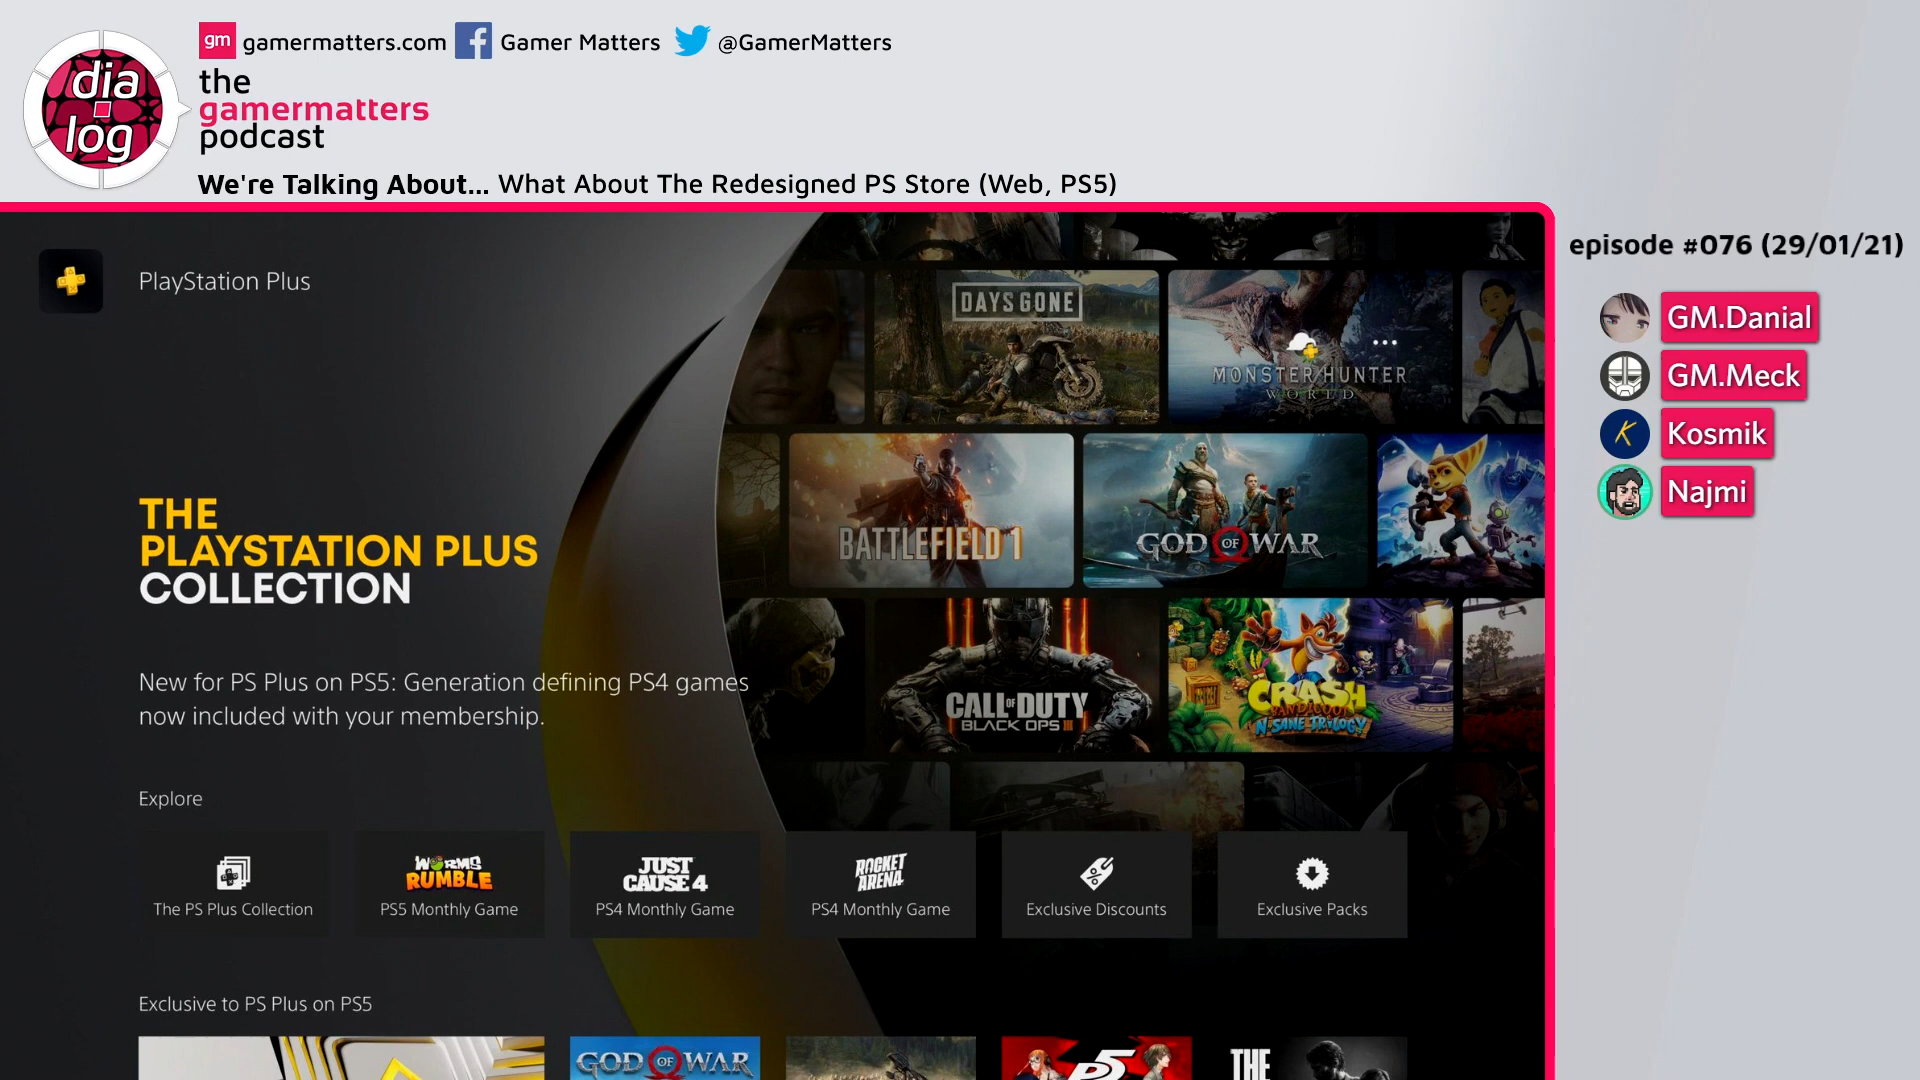 gm gamermatters.com Gamer Matters @GamerMatters
dia
log
the
gamermatters
podcast
We're Talking About... What About The Redesigned PS Store (Web, PS5)
episode #076 (29/01/21)
GM.Danial
GM.Meck
Kosmik
Najmi
PlayStation Plus
DAYS GONE
MONSTER HUNTER
WORLD
BATTLEFIELD 1
GOD OF WAR
THE
PLAYSTATION PLUS
COLLECTION
CALL OF DUTY
BLACK OPS III
CRASH
BANDICOOT
N. SANE TRILOGY
New for PS Plus on PS5: Generation defining PS4 games
now included with your membership.
Explore
The PS Plus Collection
WORMS
RUMBLE
PS5 Monthly Game
JUST
CAUSE 4
PS4 Monthly Game
ROCKET
ARENA
PS4 Monthly Game
Exclusive Discounts
Exclusive Packs
Exclusive to PS Plus on PS5
GOD OF WAR
P5
THE